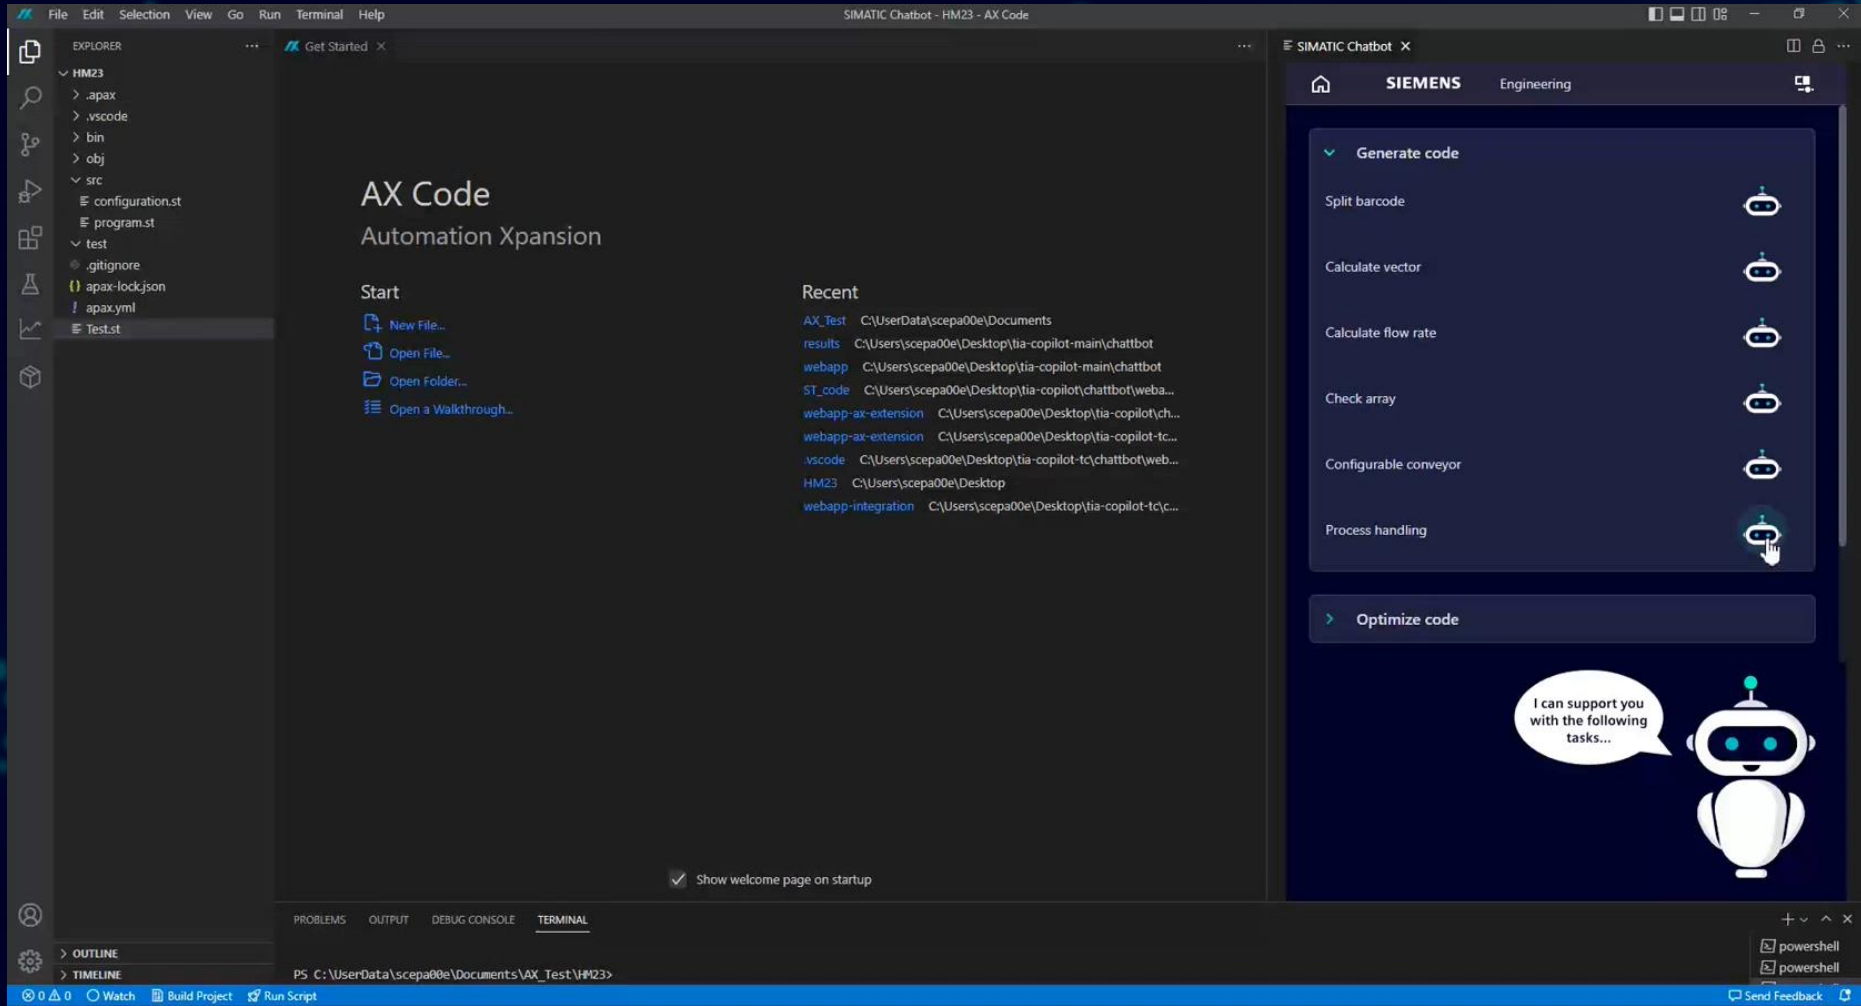 File Edit Selection View Go Run Terminal Help
SIMATIC Chatbot - HM23 - AX Code
EXPLORER
HM23
.apax
.vscode
bin
obj
src
configuration.st
program.st
test
.gitignore
apax-lock.json
apax.yml
Test.st
OUTLINE
TIMELINE
Get Started
AX Code
Automation Xpansion
Start
New File...
Open File...
Open Folder...
Open a Walkthrough...
Recent
AX_Test C:\UserData\scepa00e\Documents
results C:\Users\scepa00e\Desktop\tia-copilot-main\chattbot
webapp C:\Users\scepa00e\Desktop\tia-copilot-main\chattbot
ST_code C:\Users\scepa00e\Desktop\tia-copilot\chattbot\weba...
webapp-ax-extension C:\Users\scepa00e\Desktop\tia-copilot\ch...
webapp-ax-extension C:\Users\scepa00e\Desktop\tia-copilot-tc...
.vscode C:\Users\scepa00e\Desktop\tia-copilot-tc\chattbot\web...
HM23 C:\Users\scepa00e\Desktop
webapp-integration C:\Users\scepa00e\Desktop\tia-copilot-tc\c...
Show welcome page on startup
SIMATIC Chatbot
SIEMENS Engineering
Generate code
Split barcode
Calculate vector
Calculate flow rate
Check array
Configurable conveyor
Process handling
Optimize code
I can support you
with the following
tasks...
PROBLEMS OUTPUT DEBUG CONSOLE TERMINAL
PS C:\UserData\scepa00e\Documents\AX_Test\HM23>
powershell
powershell
0 0 Watch Build Project Run Script
Send Feedback